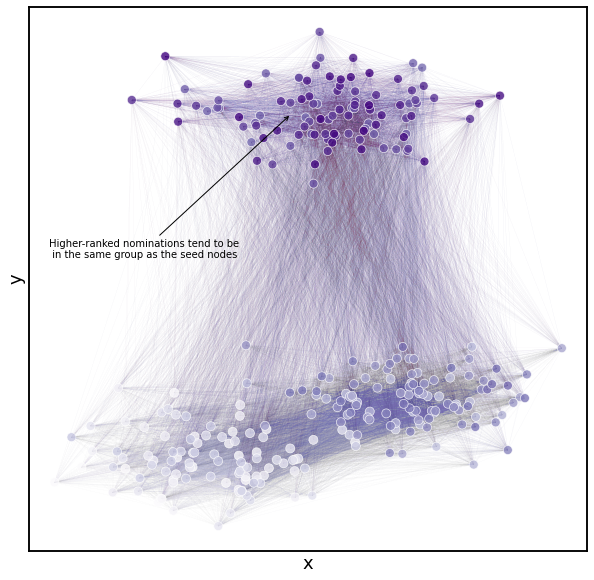 Higher-ranked nominations tend to be
in the same group as the seed nodes
y
x